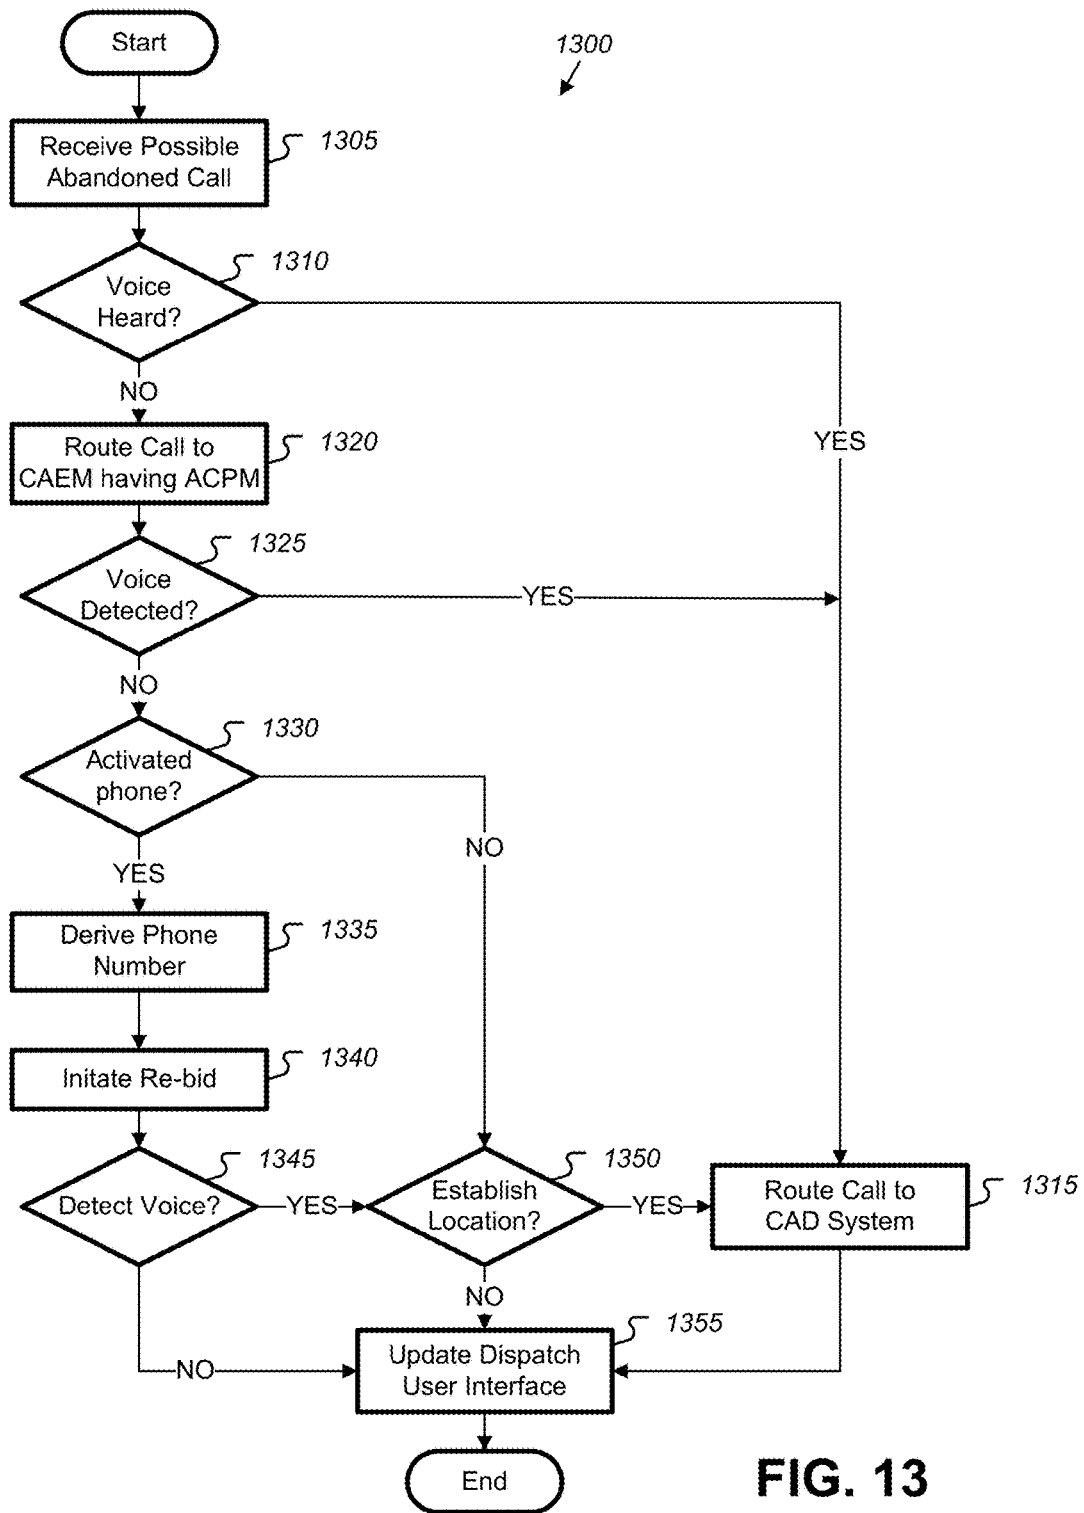 Start
1300
Receive Possible
Abandoned Call
1305
Voice
Heard?
1310
YES
NO
Route Call to
CAEM having ACPM
1320
Voice
Detected?
1325
YES
NO
Activated
phone?
1330
NO
YES
Derive Phone
Number
1335
Initate Re-bid
1340
Detect Voice?
1345
YES
Establish
Location?
1350
YES
Route Call to
CAD System
1315
NO
NO
Update Dispatch
User Interface
1355
End
FIG. 13